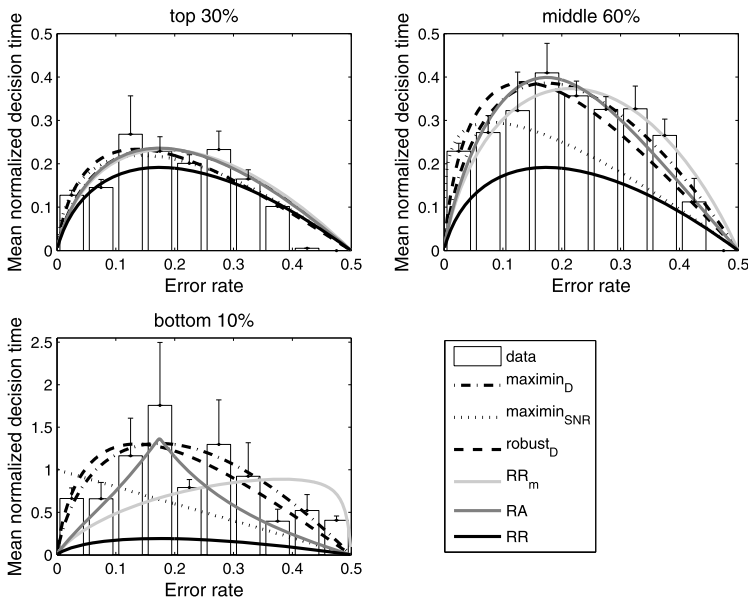 top 30%
Mean normalized decision time
0.5
0.4
0.3
0.2
0.1
0
0 0.1 0.2 0.3 0.4 0.5
Error rate
middle 60%
Mean normalized decision time
0.5
0.4
0.3
0.2
0.1
0
0 0.1 0.2 0.3 0.4 0.5
Error rate
bottom 10%
Mean normalized decision time
2.5
2
1.5
1
0.5
0
0 0.1 0.2 0.3 0.4 0.5
Error rate
data
maximin_D
maximin_SNR
robust_D
RR_m
RA
RR